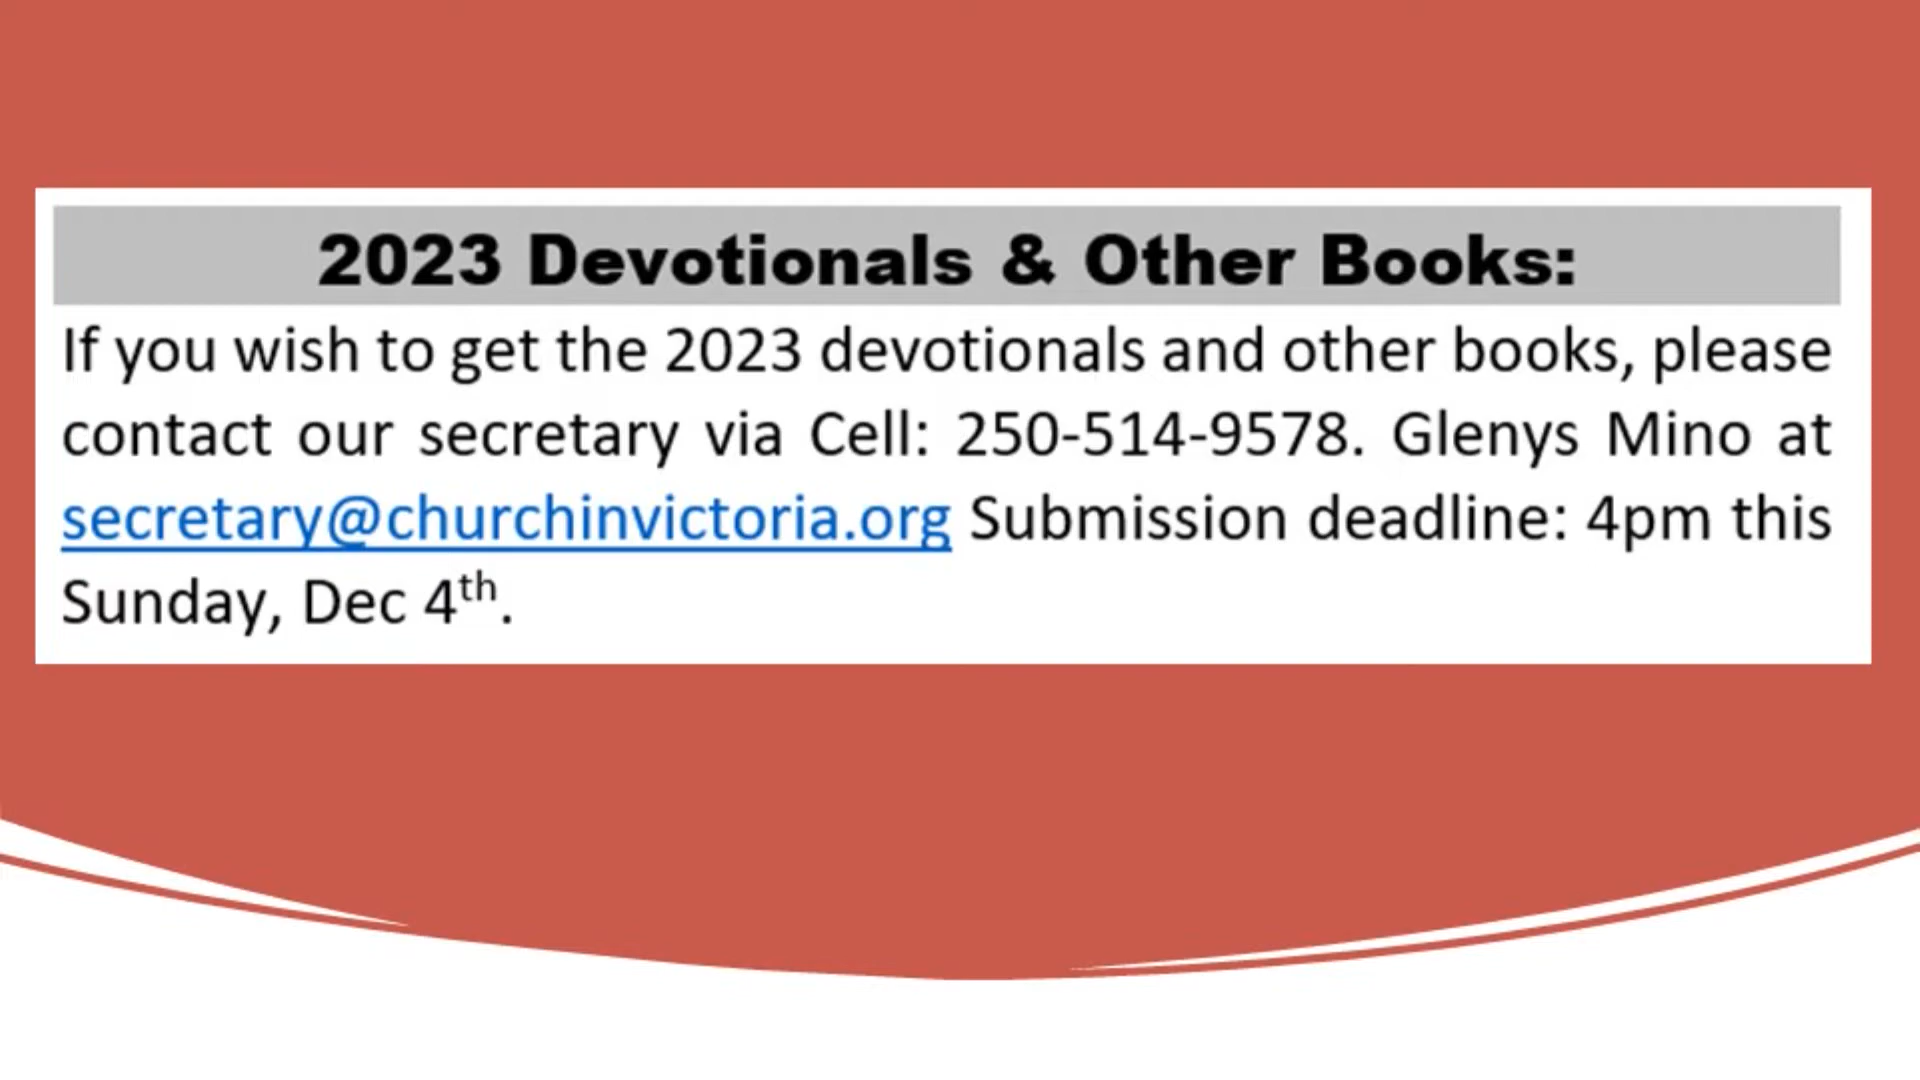 2023 Devotionals & Other Books:
If you wish to get the 2023 devotionals and other books, please
contact our secretary via Cell: 250-514-9578. Glenys Mino at
secretary@churchinvictoria.org Submission deadline: 4pm this
Sunday, Dec 4th.